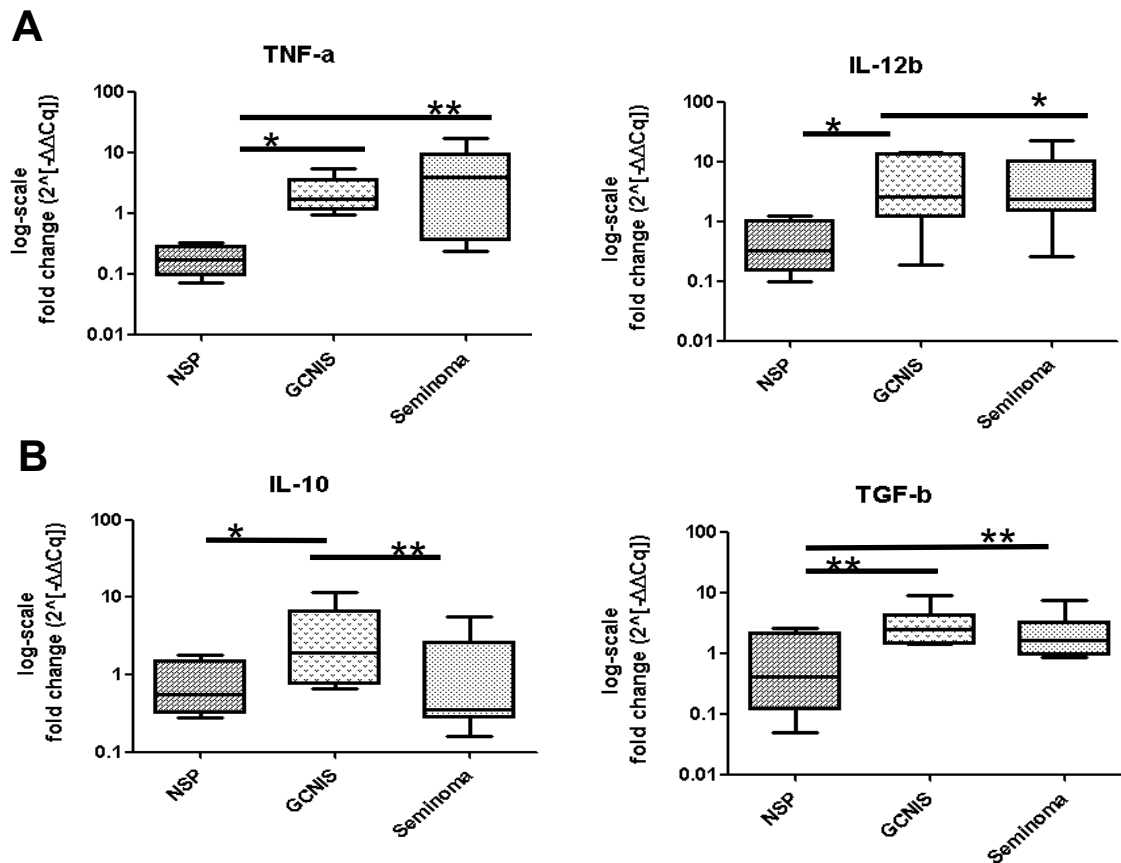 A
TNF-a
log-scale
fold change (2^[-ΔΔCq])
100
10
1
0.1
0.01
*
**
NSP
GCNIS
Seminoma
IL-12b
log-scale
fold change (2^[-ΔΔCq])
100
10
1
0.1
0.01
*
*
NSP
GCNIS
Seminoma
B
IL-10
log-scale
fold change (2^[-ΔΔCq])
100
10
1
0.1
*
**
NSP
GCNIS
Seminoma
TGF-b
log-scale
fold change (2^[-ΔΔCq])
100
10
1
0.1
0.01
**
**
NSP
GCNIS
Seminoma